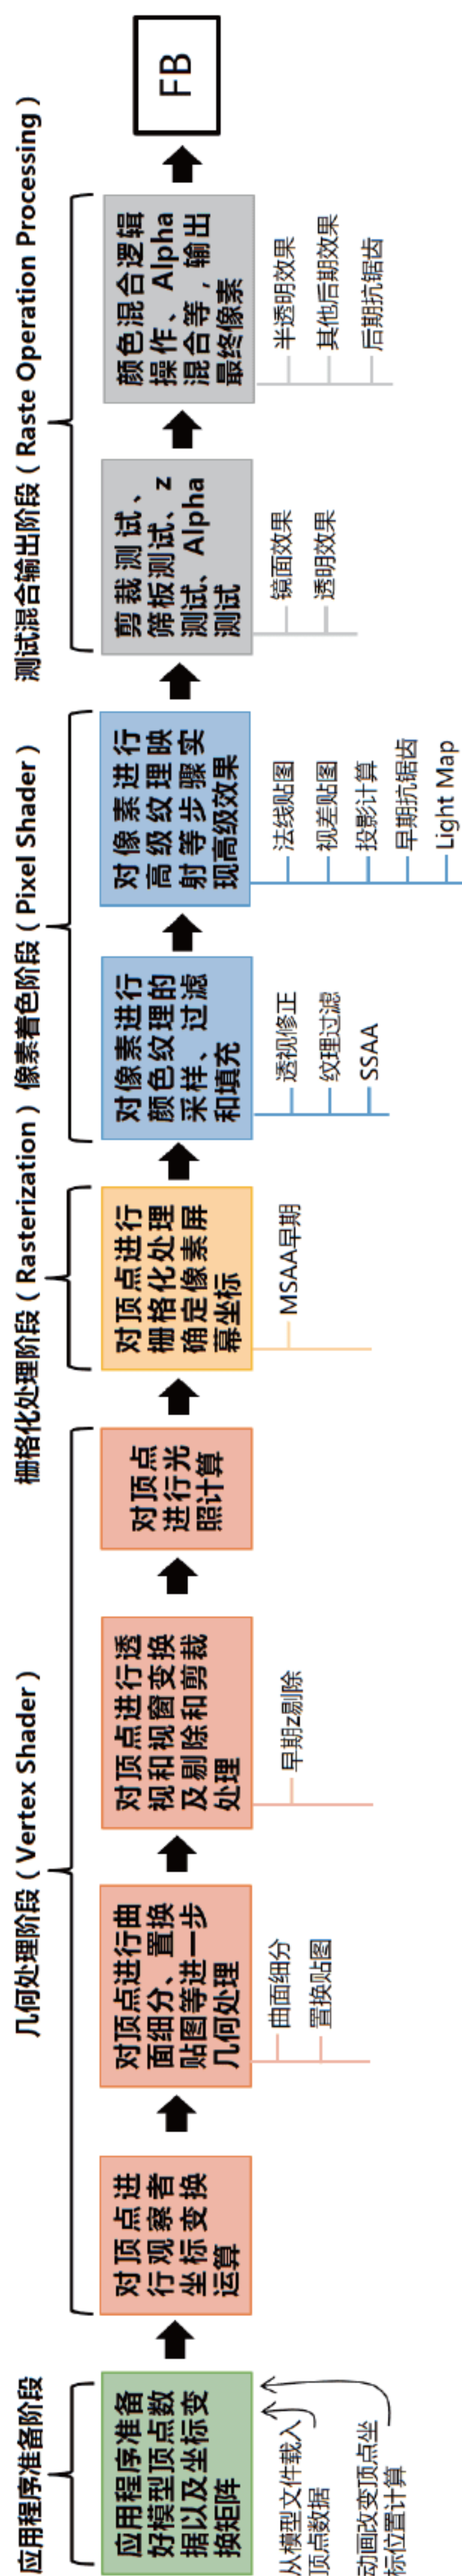 应用程序准备阶段
几何处理阶段（Vertex Shader）
栅格化处理阶段（Rasterization）
像素着色阶段（Pixel Shader）
测试混合输出阶段（Raste Operation Processing）
应用程序准备
好模型顶点数
据以及坐标变
换矩阵
从模型文件载入
顶点数据
动画改变顶点坐
标位置计算
对顶点进
行观察者
坐标变换
运算
对顶点进行曲
面细分、置换
贴图等进一步
几何处理
曲面细分
置换贴图
对顶点进行透
视和视窗变换
及剔除和剪裁
处理
早期z剔除
对顶点
进行光
照计算
对顶点进行
栅格化处理
确定像素屏
幕坐标
MSAA早期
对像素进行
颜色纹理的
采样、过滤
和填充
透视修正
纹理过滤
SSAA
对像素进行
高级纹理映
射等步骤实
现高级效果
法线贴图
视差贴图
投影计算
早期抗锯齿
Light Map
剪裁测试、
筛板测试、z
测试、Alpha
测试
镜面效果
透明效果
颜色混合逻辑
操作、Alpha
混合等，输出
最终像素
半透明效果
其他后期效果
后期抗锯齿
FB